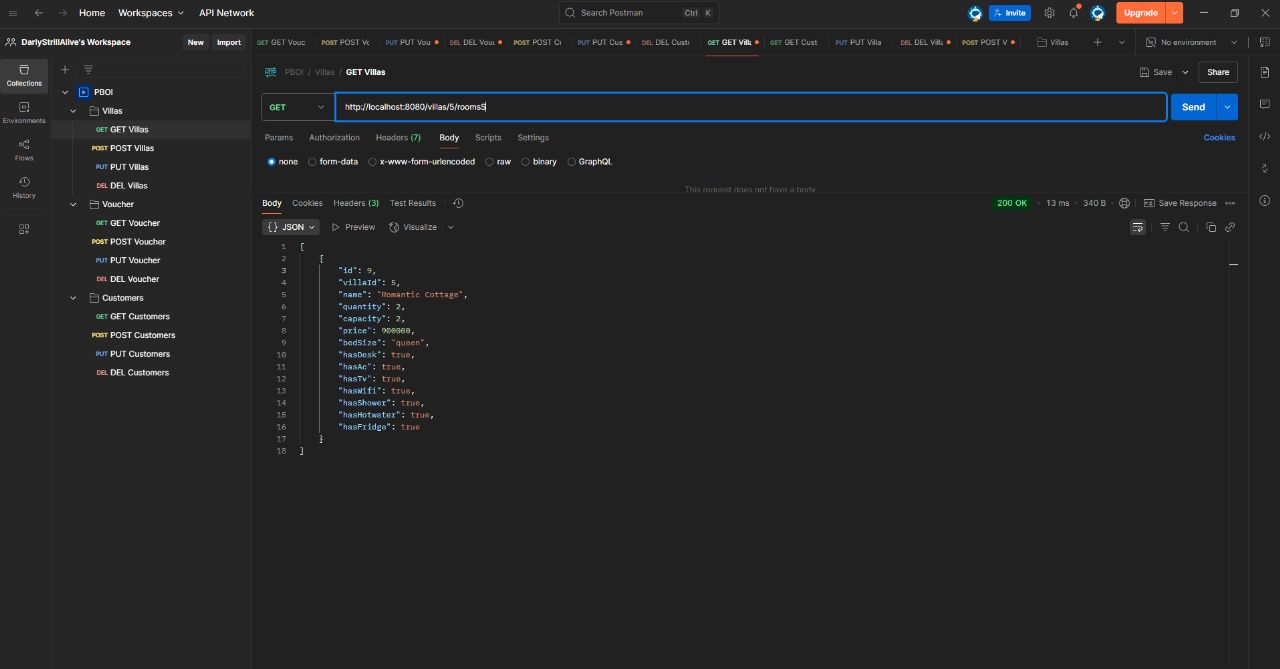 Home Workspaces API Network Search Postman Ctrl K Invite Upgrade
DarlyStrillAlive's Workspace New Import GET GET Vouc POST POST Vc PUT PUT Vou DEL DEL Vou POST POST Cu PUT PUT Cus DEL DEL Custo GET GET Villa GET GET Cust PUT PUT Villa DEL DEL Villa POST POST V Villas No environment
Collections
Environments
Flows
History
PBOI
Villas
GET GET Villas
POST POST Villas
PUT PUT Villas
DEL DEL Villas
Voucher
GET GET Voucher
POST POST Voucher
PUT PUT Voucher
DEL DEL Voucher
Customers
GET GET Customers
POST POST Customers
PUT PUT Customers
DEL DEL Customers
PBOI / Villas / GET Villas Save Share
GET http://localhost:8080/villas/5/roomsS Send
Params Authorization Headers (7) Body Scripts Settings Cookies
none form-data x-www-form-urlencoded raw binary GraphQL
This request does not have a body
Body Cookies Headers (3) Test Results 200 OK 13 ms 340 B Save Response
{} JSON Preview Visualize
1 [
2 {
3 "id": 9,
4 "villaId": 5,
5 "name": "Romantic Cottage",
6 "quantity": 2,
7 "capacity": 2,
8 "price": 900000,
9 "bedSize": "queen",
10 "hasDesk": true,
11 "hasAc": true,
12 "hasTv": true,
13 "hasWifi": true,
14 "hasShower": true,
15 "hasHotwater": true,
16 "hasFridge": true
17 }
18 ]